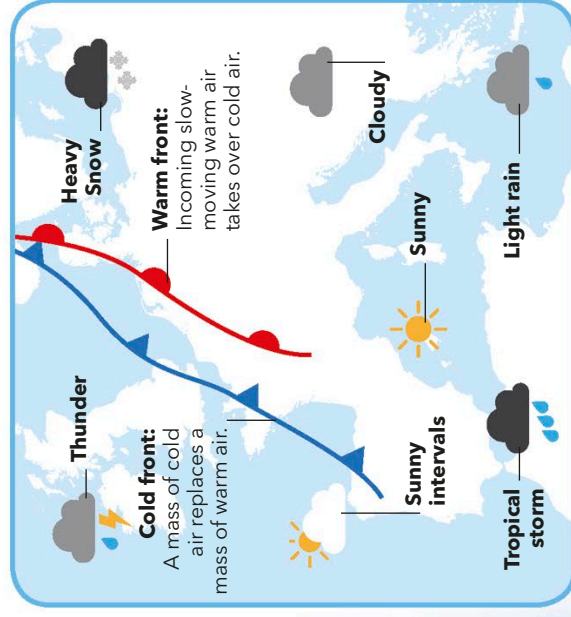 Thunder
Cold front:
A mass of cold
air replaces a
mass of warm air.
Heavy
Snow
Warm front:
Incoming slow-
moving warm air
takes over cold air.
Sunny
intervals
Sunny
Cloudy
Tropical
storm
Light rain